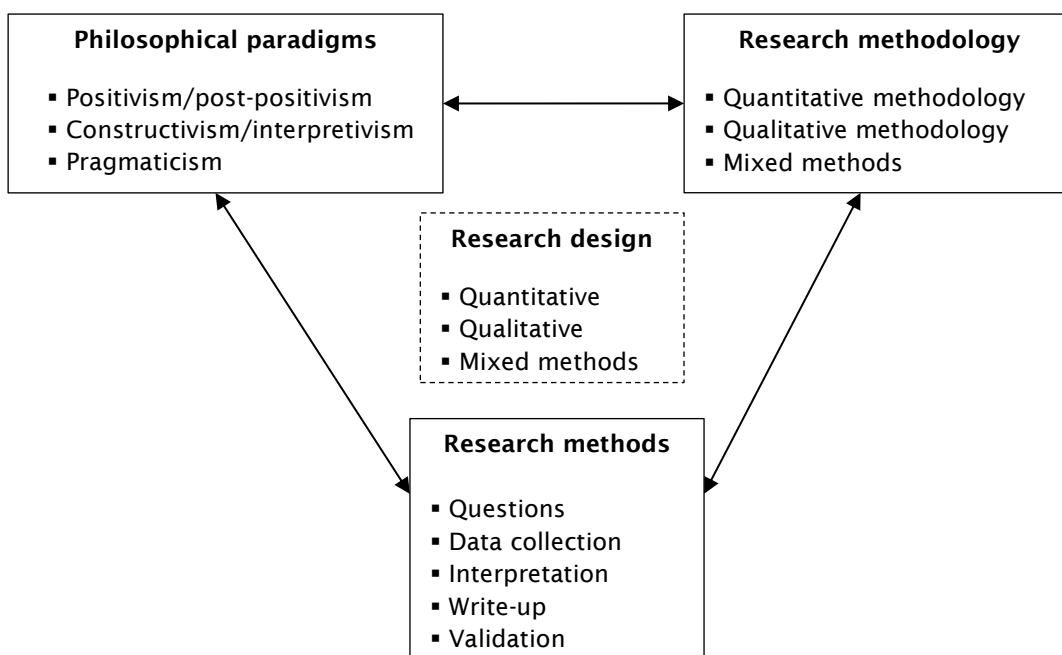 Philosophical paradigms
▪ Positivism/post-positivism
▪ Constructivism/interpretivism
▪ Pragmaticism
Research methodology
▪ Quantitative methodology
▪ Qualitative methodology
▪ Mixed methods
Research design
▪ Quantitative
▪ Qualitative
▪ Mixed methods
Research methods
▪ Questions
▪ Data collection
▪ Interpretation
▪ Write-up
▪ Validation